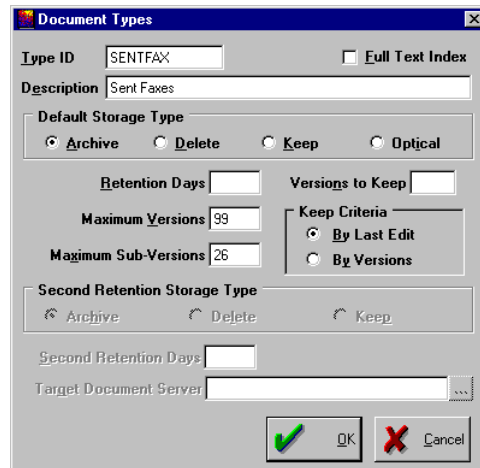 Document Types
Type ID SENTFAX Full Text Index
Description Sent Faxes
Default Storage Type
Archive Delete Keep Optical
Retention Days Versions to Keep
Maximum Versions 99 Keep Criteria
By Last Edit
Maximum Sub-Versions 26 By Versions
Second Retention Storage Type
Archive Delete Keep
Second Retention Days
Target Document Server ...
OK Cancel